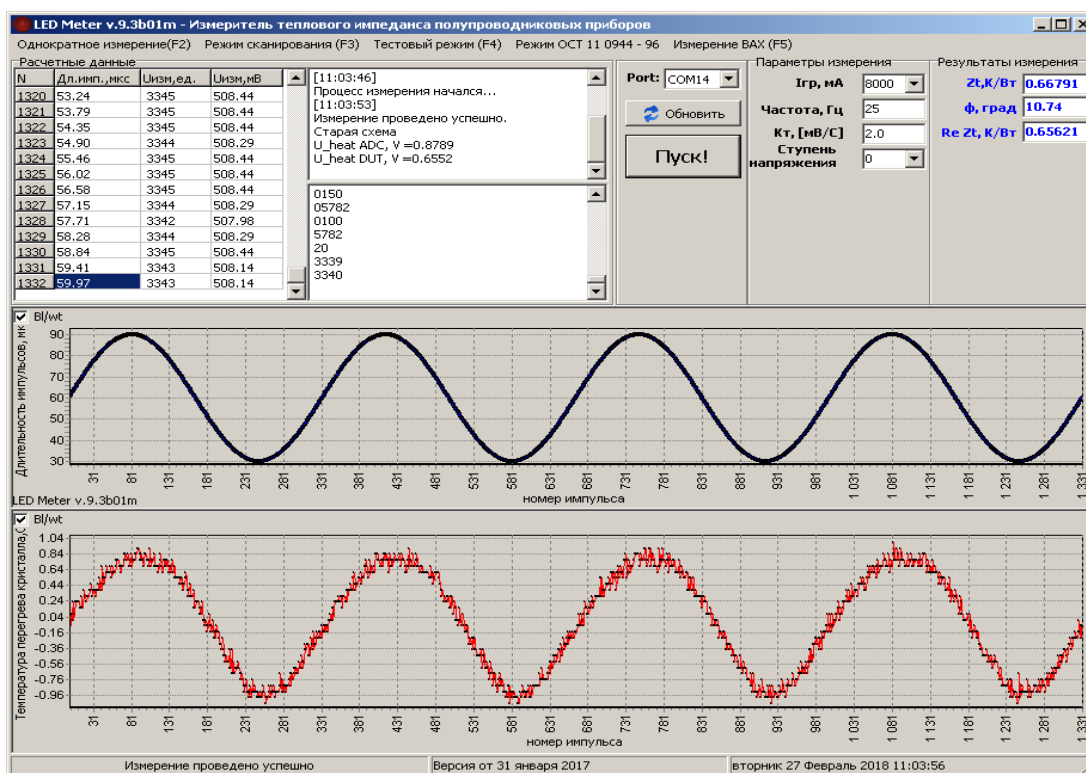 LED Meter v.9.3b01m - Измеритель теплового импеданса полупроводниковых приборов
Однократное измерение(F2) Режим сканирования (F3) Тестовый режим (F4) Режим ОСТ 11 0944 - 96 Измерение ВАХ (F5)
Расчетные данные
N Дл.имп.,мкс Uизм,ед. Uизм,мВ
1320 53.24 3345 508.44
1321 53.79 3345 508.44
1322 54.35 3345 508.44
1323 54.90 3344 508.29
1324 55.46 3345 508.44
1325 56.02 3345 508.44
1326 56.58 3345 508.44
1327 57.15 3344 508.29
1328 57.71 3342 507.98
1329 58.28 3344 508.29
1330 58.84 3345 508.44
1331 59.41 3343 508.14
1332 59.97 3343 508.14
[11:03:46]
Процесс измерения начался...
[11:03:53]
Измерение проведено успешно.
Старая схема
U_heat ADC, V =0.8789
U_heat DUT, V =0.6552
0150
05782
0100
5782
20
3339
3340
Port: COM14
Обновить
Пуск!
Параметры измерения
Iгр, мА 8000
Частота, Гц 25
Кт, [мВ/С] 2.0
Ступень
напряжения 0
Результаты измерения
Zt,К/Вт 0.66791
ф, град 10.74
Re Zt, К/Вт 0.65621
Bl/wt
Длительность импульсов, мк
90
80
70
60
50
40
30
31 81 131 181 231 281 331 381 431 481 531 581 631 681 731 781 831 881 931 981 1 031 1 081 1 131 1 181 1 231 1 281 1 331
номер импульса
LED Meter v.9.3b01m
Bl/wt
Температура перегрева кристалла,С
1.04
0.84
0.64
0.44
0.24
0.04
-0.16
-0.36
-0.56
-0.76
-0.96
31 81 131 181 231 281 331 381 431 481 531 581 631 681 731 781 831 881 931 981 1 031 1 081 1 131 1 181 1 231 1 281 1 331
номер импульса
Измерение проведено успешно
Версия от 31 января 2017
вторник 27 Февраль 2018 11:03:56